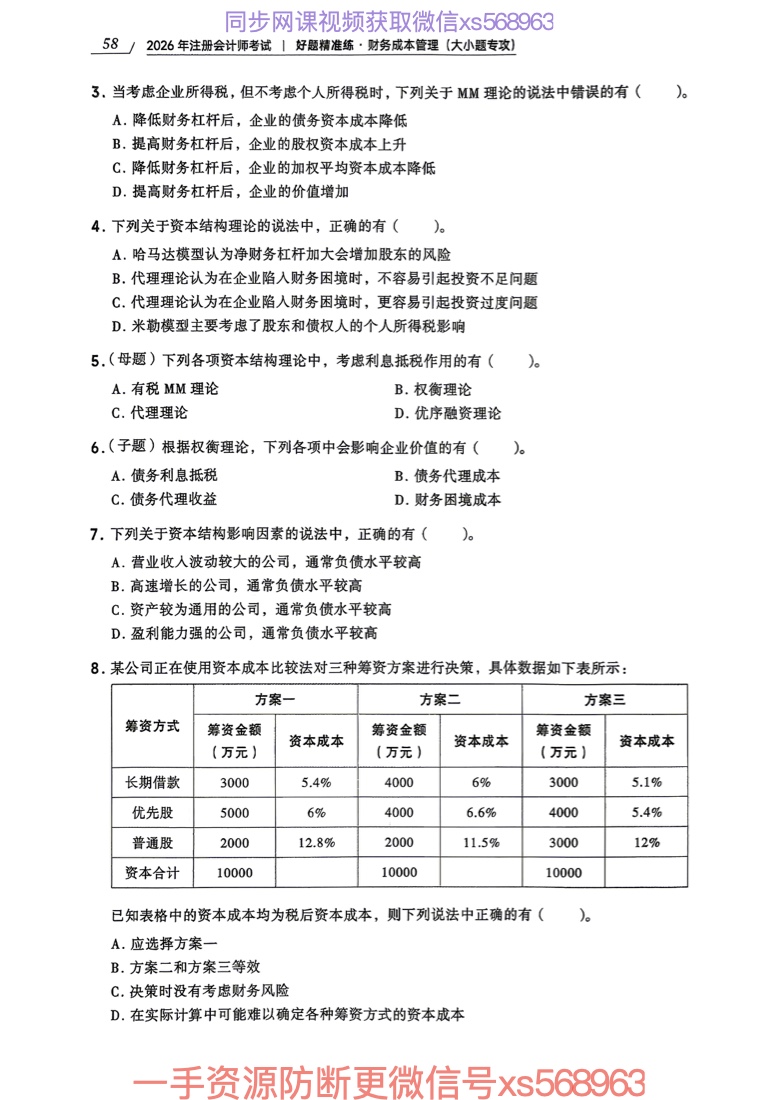 同步网课视频获取微信xs568963
58 / 2026年注册会计师考试 | 好题精准练·财务成本管理（大小题专攻）
3. 当考虑企业所得税，但不考虑个人所得税时，下列关于 MM 理论的说法中错误的有（  ）。
A. 降低财务杠杆后，企业的债务资本成本降低
B. 提高财务杠杆后，企业的股权资本成本上升
C. 降低财务杠杆后，企业的加权平均资本成本降低
D. 提高财务杠杆后，企业的价值增加
4. 下列关于资本结构理论的说法中，正确的有（  ）。
A. 哈马达模型认为净财务杠杆加大会增加股东的风险
B. 代理理论认为在企业陷入财务困境时，不容易引起投资不足问题
C. 代理理论认为在企业陷入财务困境时，更容易引起投资过度问题
D. 米勒模型主要考虑了股东和债权人的个人所得税影响
5.（母题）下列各项资本结构理论中，考虑利息抵税作用的有（  ）。
A. 有税 MM 理论 B. 权衡理论
C. 代理理论 D. 优序融资理论
6.（子题）根据权衡理论，下列各项中会影响企业价值的有（  ）。
A. 债务利息抵税 B. 债务代理成本
C. 债务代理收益 D. 财务困境成本
7. 下列关于资本结构影响因素的说法中，正确的有（  ）。
A. 营业收入波动较大的公司，通常负债水平较高
B. 高速增长的公司，通常负债水平较高
C. 资产较为通用的公司，通常负债水平较高
D. 盈利能力强的公司，通常负债水平较高
8. 某公司正在使用资本成本比较法对三种筹资方案进行决策，具体数据如下表所示：
筹资方式 方案一 方案二 方案三
筹资金额（万元） 资本成本 筹资金额（万元） 资本成本 筹资金额（万元） 资本成本
长期借款 3000 5.4% 4000 6% 3000 5.1%
优先股 5000 6% 4000 6.6% 4000 5.4%
普通股 2000 12.8% 2000 11.5% 3000 12%
资本合计 10000 10000 10000
已知表格中的资本成本均为税后资本成本，则下列说法中正确的有（  ）。
A. 应选择方案一
B. 方案二和方案三等效
C. 决策时没有考虑财务风险
D. 在实际计算中可能难以确定各种筹资方式的资本成本
一手资源防断更微信号xs568963